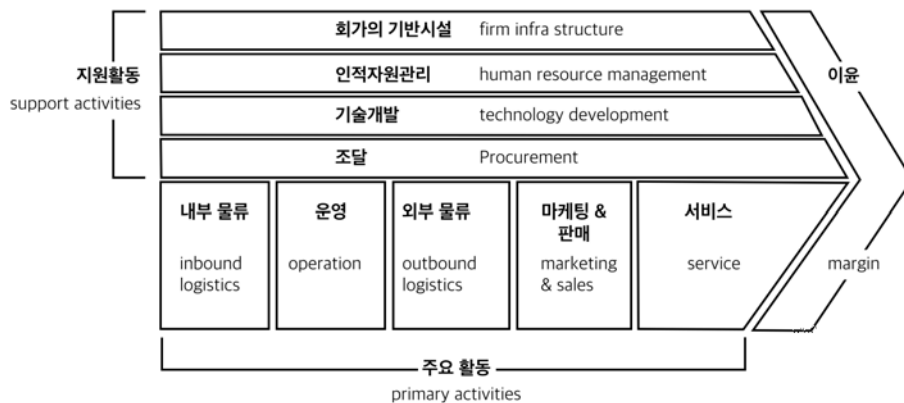 회가의 기반시설 firm infra structure
지원활동
support activities
인적자원관리 human resource management
이윤
기술개발 technology development
조달 Procurement
내부 물류
inbound
logistics
운영
operation
외부 물류
outbound
logistics
마케팅 &
판매
marketing
& sales
서비스
service
margin
주요 활동
primary activities